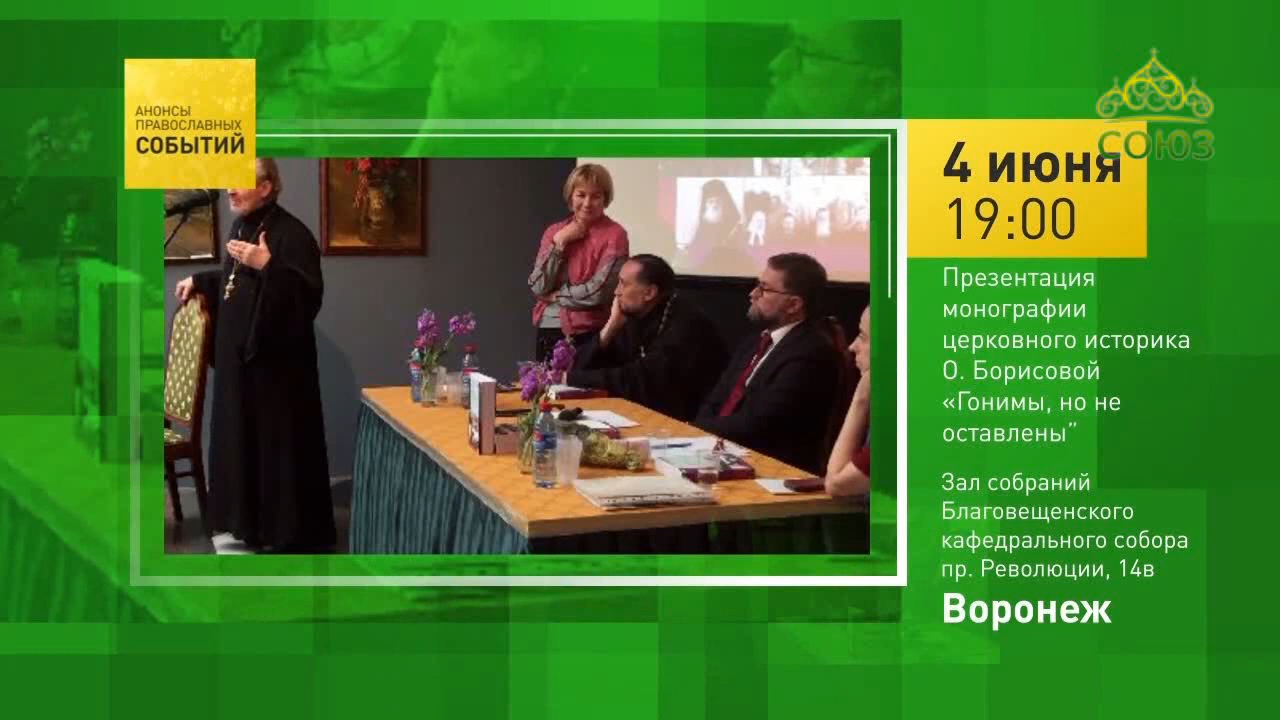 АНОНСЫ
ПРАВОСЛАВНЫХ
СОБЫТИЙ
СОЮЗ
4 июня
19:00
Презентация
монографии
церковного историка
О. Борисовой
«Гонимы, но не
оставлены”
Зал собраний
Благовещенского
кафедрального собора
пр. Революции, 14в
Воронеж